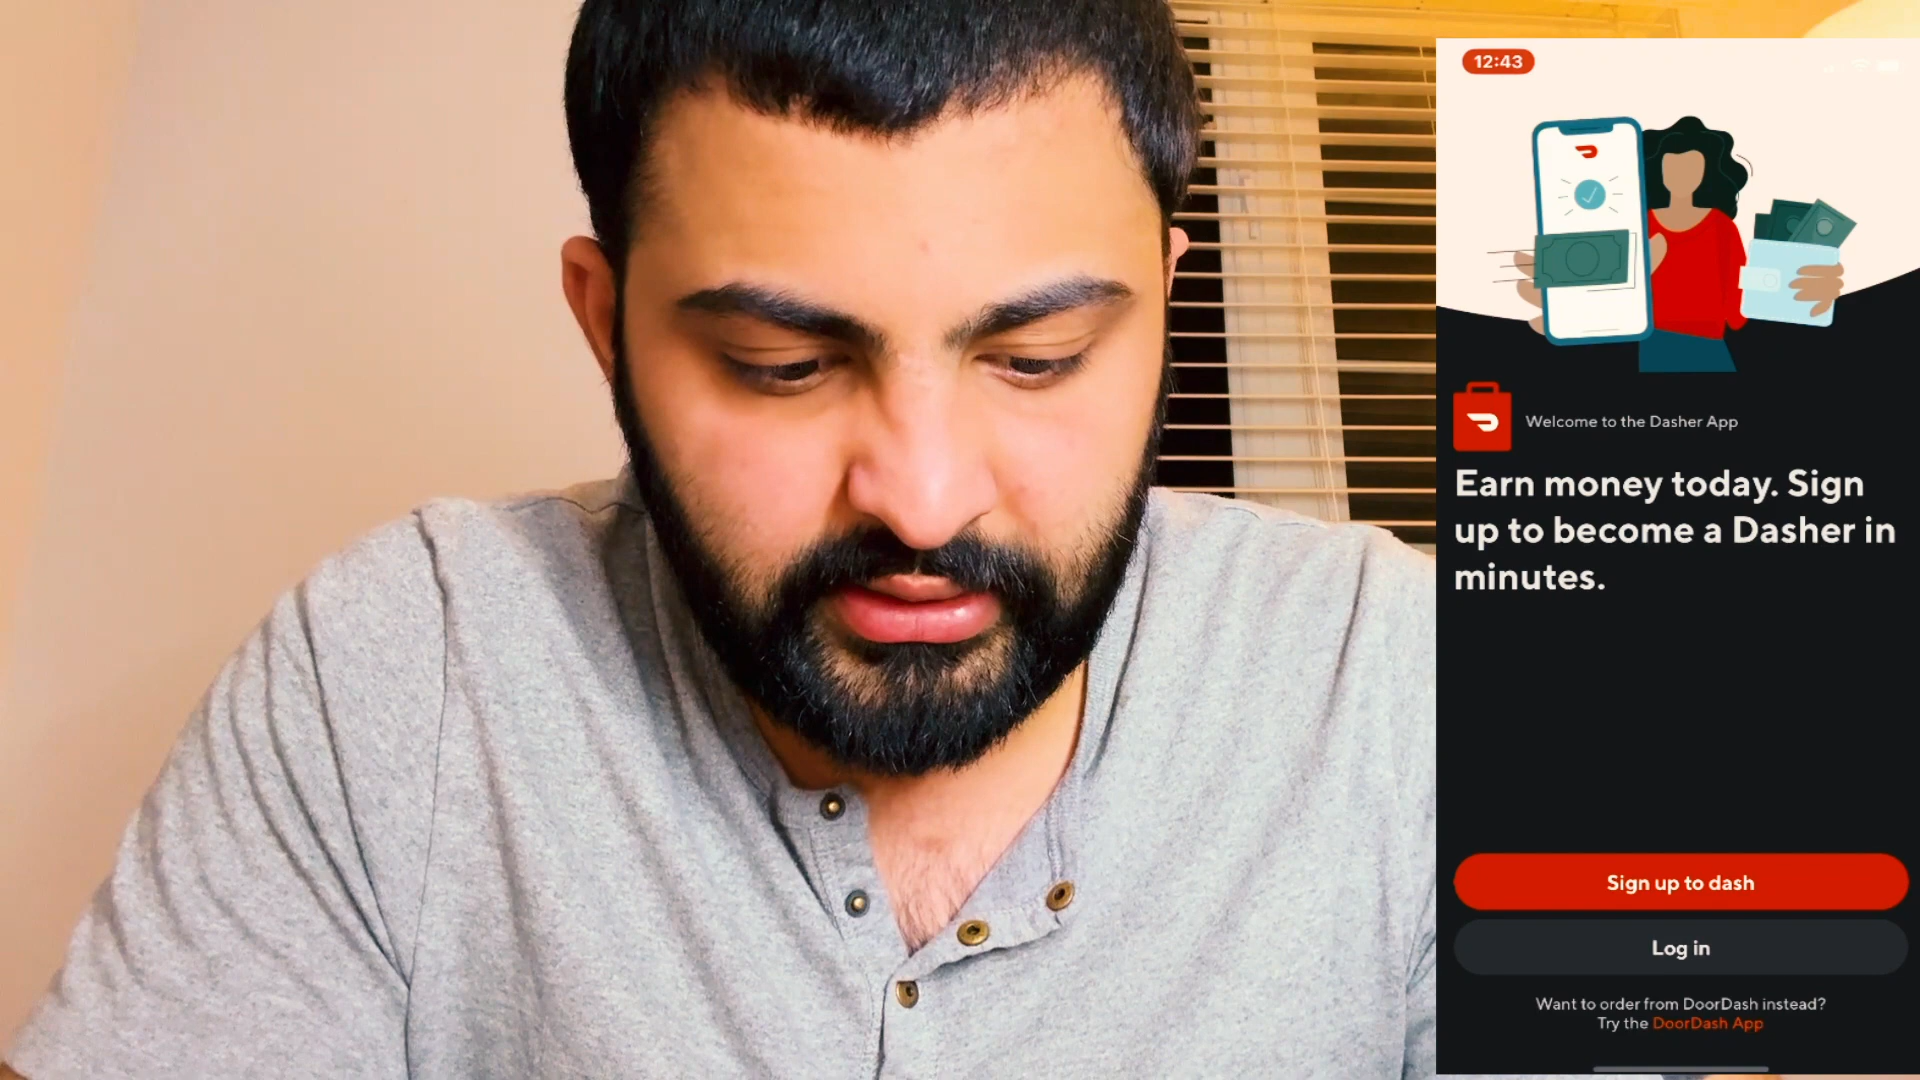 12:43
Welcome to the Dasher App
Earn money today. Sign
up to become a Dasher in
minutes.
Sign up to dash
Log in
Want to order from DoorDash instead?
Try the DoorDash App